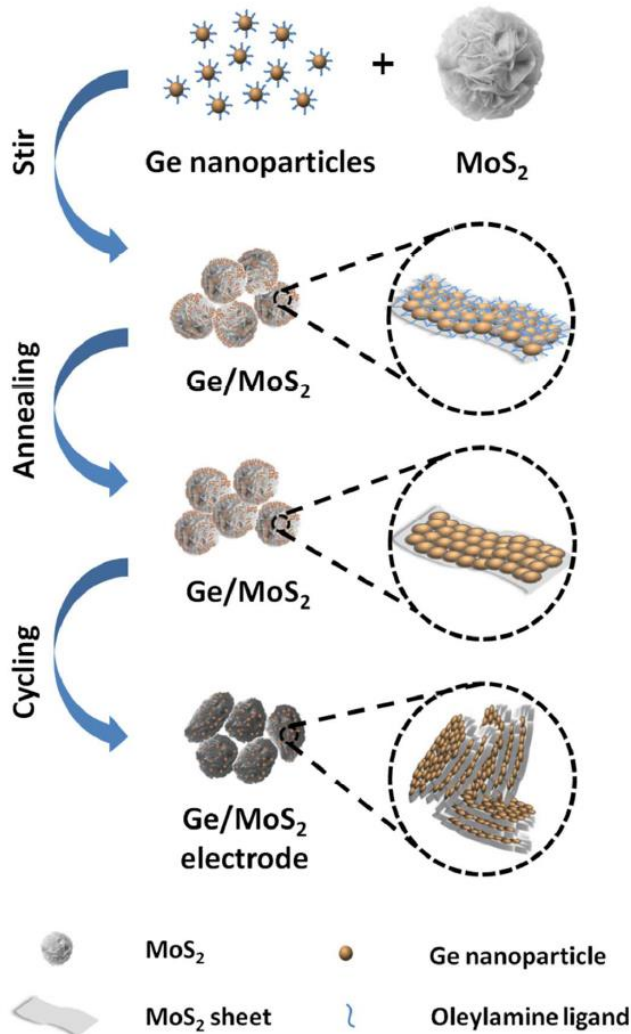 Stir
Ge nanoparticles
+
MoS₂
Ge/MoS₂
Annealing
Ge/MoS₂
Cycling
Ge/MoS₂
electrode
MoS₂
Ge nanoparticle
MoS₂ sheet
Oleylamine ligand